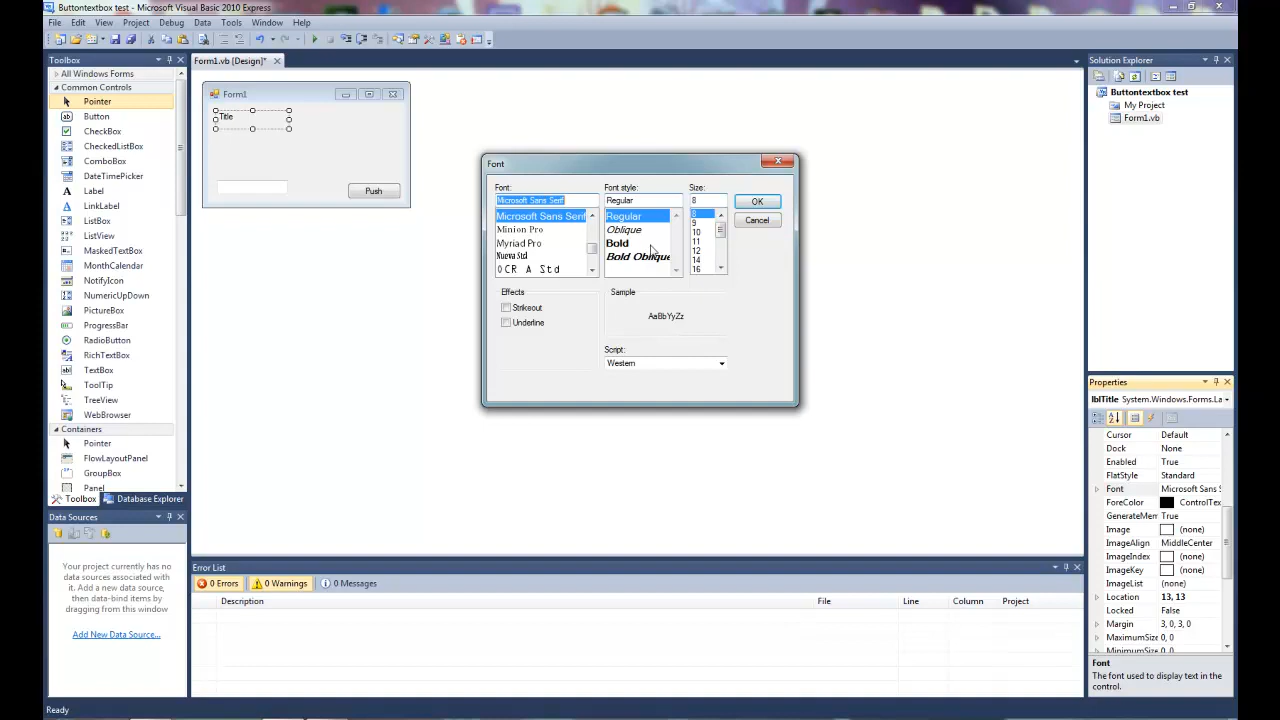 Buttontextbox test - Microsoft Visual Basic 2010 Express
File Edit View Project Debug Data Tools Window Help
Toolbox
All Windows Forms
Common Controls
Pointer
Button
CheckBox
CheckedListBox
ComboBox
DateTimePicker
Label
LinkLabel
ListBox
ListView
MaskedTextBox
MonthCalendar
NotifyIcon
NumericUpDown
PictureBox
ProgressBar
RadioButton
RichTextBox
TextBox
ToolTip
TreeView
WebBrowser
Containers
Pointer
FlowLayoutPanel
GroupBox
Panel
Toolbox Database Explorer
Data Sources
Your project currently has
no data sources associated
with it. Add a new data source,
then data-bind items by
dragging from this window
Add New Data Source...
Form1.vb [Design]*
Form1
Title
Push
Font
Font:
Microsoft Sans Serif
Microsoft Sans Serif
Minion Pro
Myriad Pro
Nueva Std
OCR A Std
Font style:
Regular
Regular
Oblique
Bold
Bold Oblique
Size:
8
8
9
10
11
12
14
16
OK
Cancel
Effects
Strikeout
Underline
Sample
AaBbYyZz
Script:
Western
Error List
0 Errors 0 Warnings 0 Messages
Description File Line Column Project
Solution Explorer
Buttontextbox test
My Project
Form1.vb
Properties
lblTitle System.Windows.Forms.La
Cursor Default
Dock None
Enabled True
FlatStyle Standard
Font Microsoft Sans S
ForeColor ControlTex
GenerateMem True
Image (none)
ImageAlign MiddleCenter
ImageIndex (none)
ImageKey (none)
ImageList (none)
Location 13, 13
Locked False
Margin 3, 0, 3, 0
MaximumSize 0, 0
MinimumSize 0, 0
Font
The font used to display text in the
control.
Ready